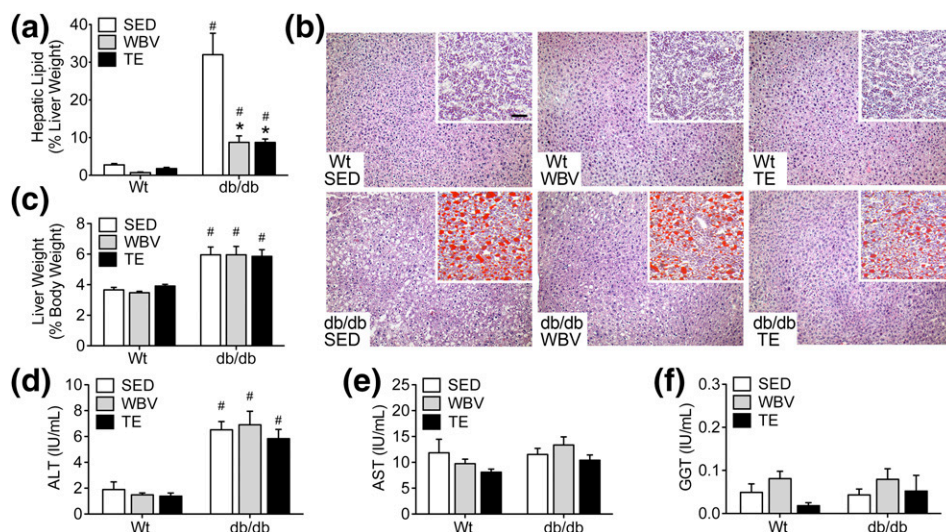 (a)
SED
WBV
TE
Hepatic Lipid
(% Liver Weight)
40
30
20
10
0
#
#
*
#
*
Wt
db/db
(b)
Wt
SED
Wt
WBV
Wt
TE
db/db
SED
db/db
WBV
db/db
TE
(c)
SED
WBV
TE
Liver Weight
(% Body Weight)
8
6
4
2
0
# # #
Wt
db/db
(d)
SED
WBV
TE
ALT (IU/mL)
10
8
6
4
2
0
# # #
Wt
db/db
(e)
SED
WBV
TE
AST (IU/mL)
25
20
15
10
5
0
Wt
db/db
(f)
SED
WBV
TE
GGT (IU/mL)
0.3
0.2
0.1
0.0
Wt
db/db